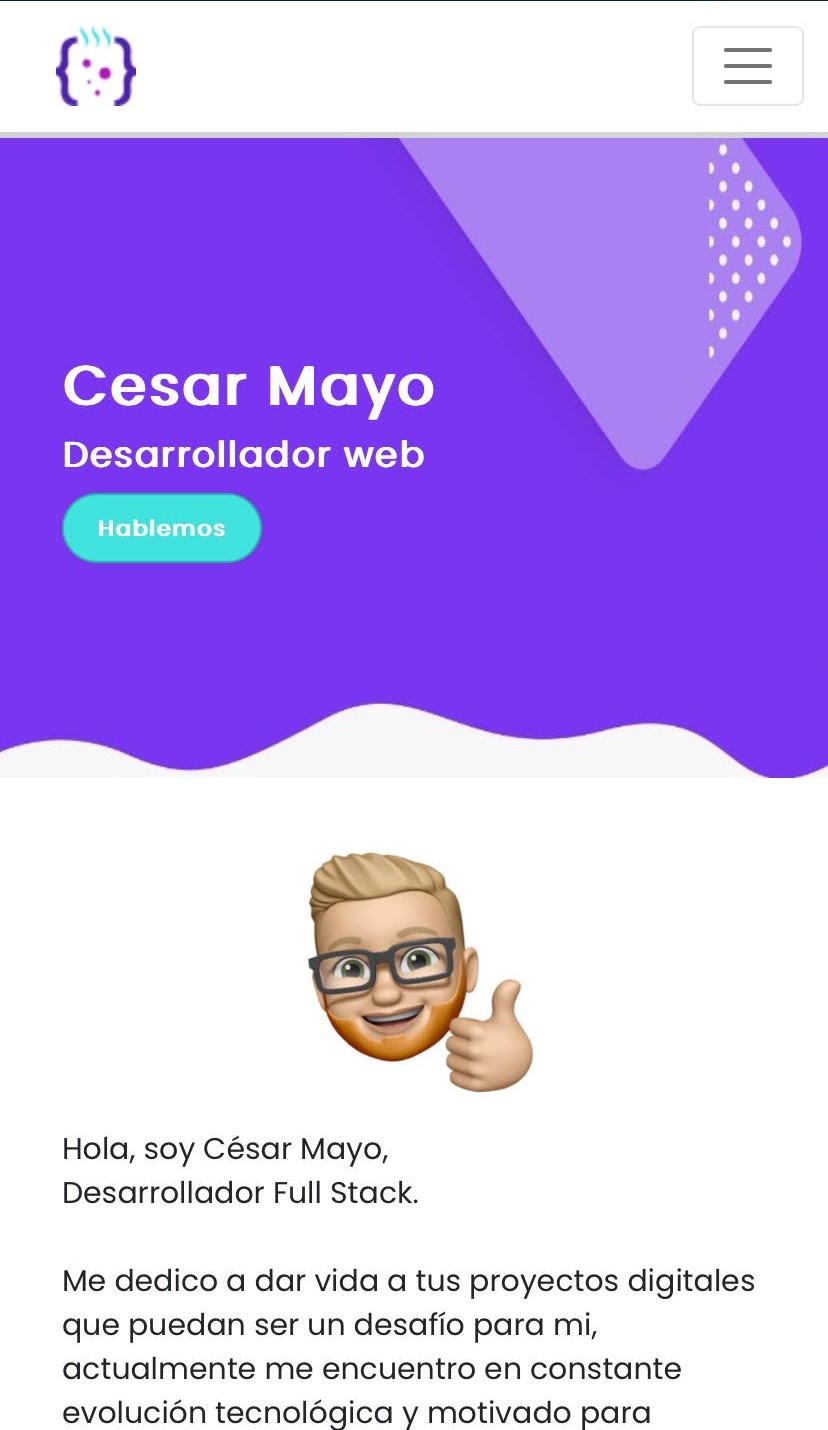 Cesar Mayo
Desarrollador web
Hablemos
Hola, soy César Mayo,
Desarrollador Full Stack.
Me dedico a dar vida a tus proyectos digitales
que puedan ser un desafío para mi,
actualmente me encuentro en constante
evolución tecnológica y motivado para